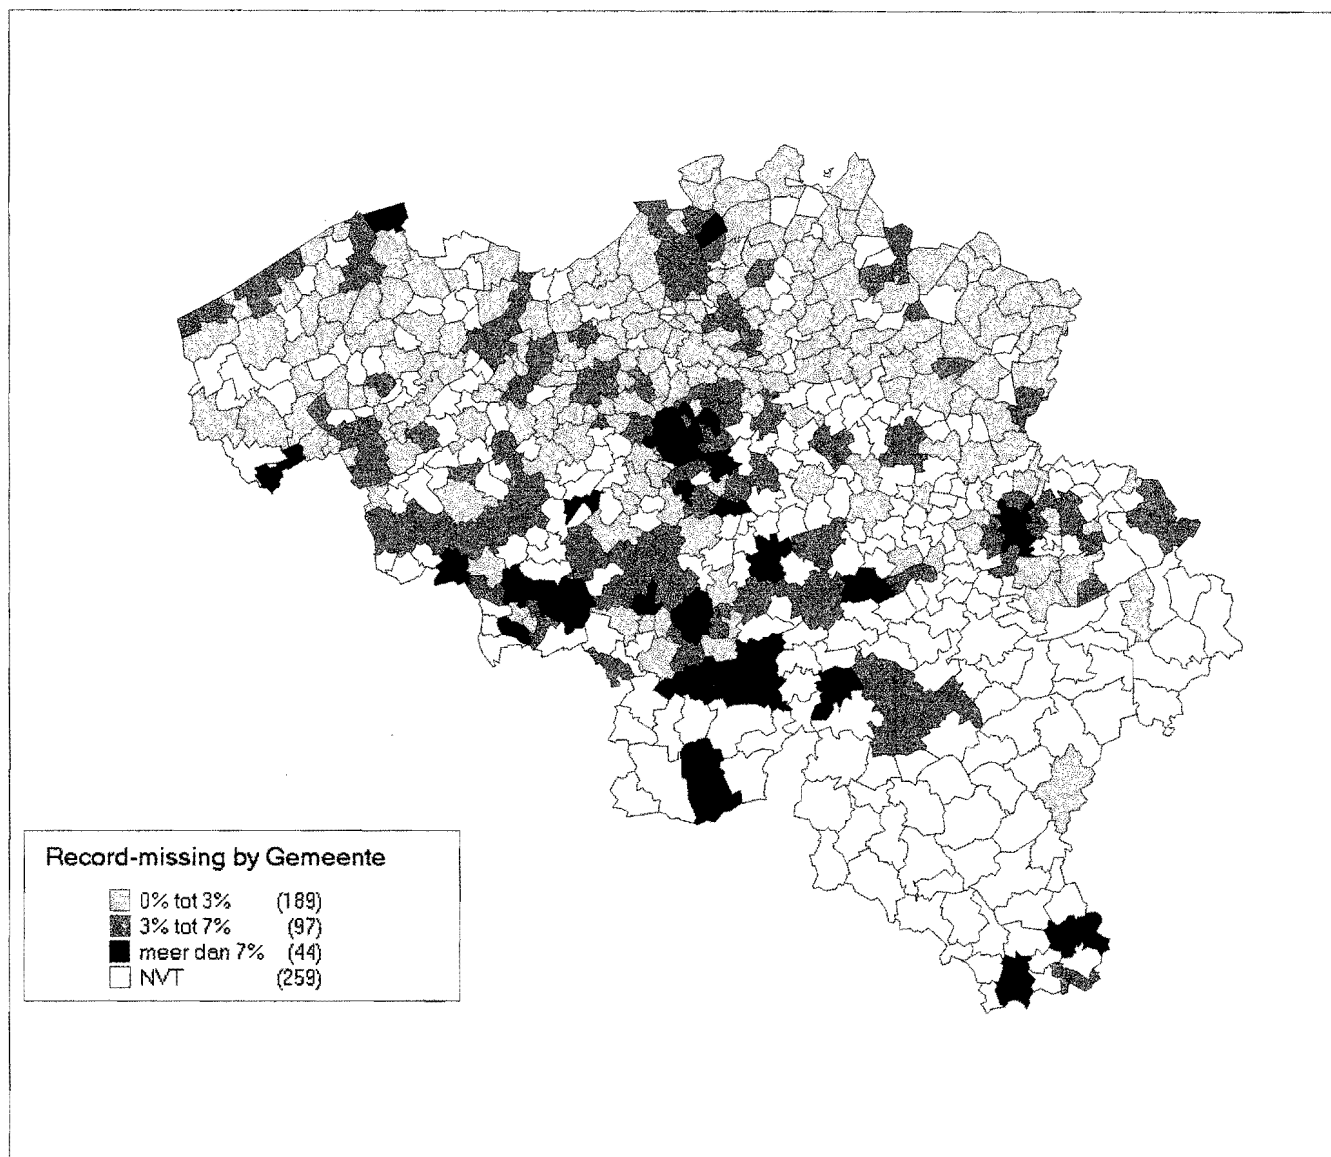 Record-missing by Gemeente
0% tot 3% (189)
3% tot 7% (97)
meer dan 7% (44)
NVT (259)